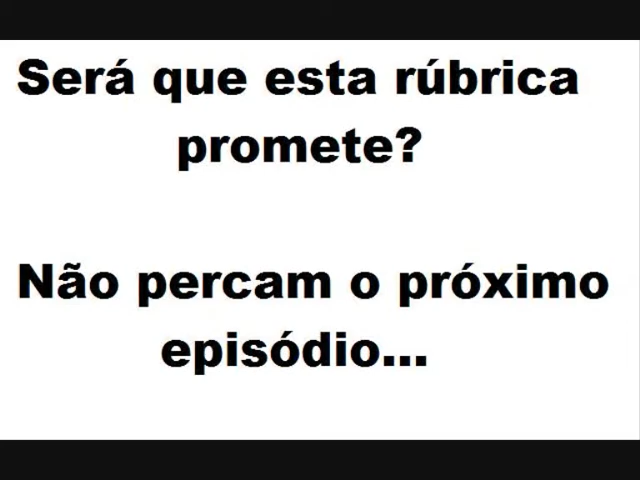 Será que esta rúbrica
promete?
Não percam o próximo
episódio...